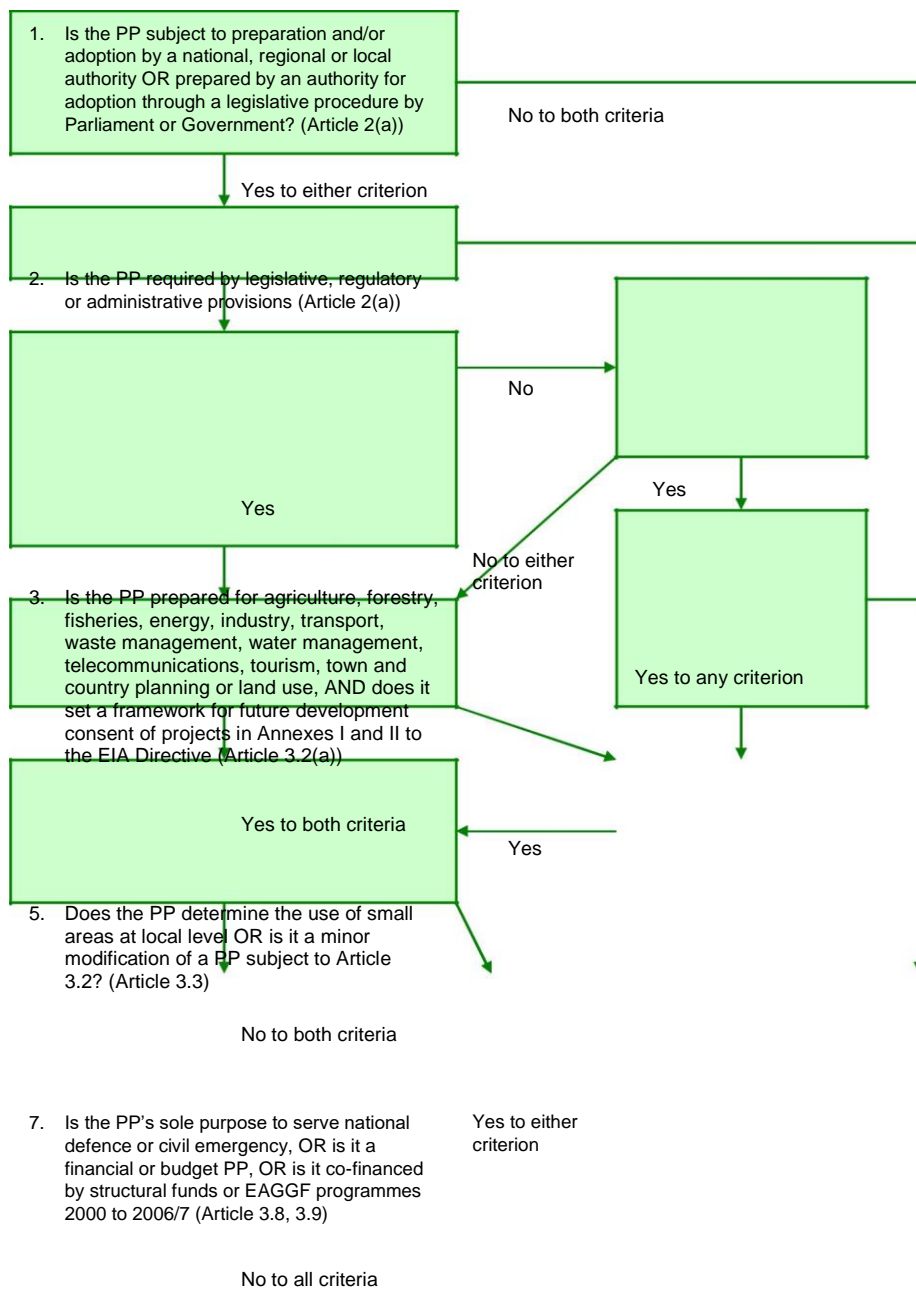 1. Is the PP subject to preparation and/or
adoption by a national, regional or local
authority OR prepared by an authority for
adoption through a legislative procedure by
Parliament or Government? (Article 2(a))
No to both criteria
Yes to either criterion
2. Is the PP required by legislative, regulatory
or administrative provisions (Article 2(a))
No
Yes
Yes
No to either
criterion
3. Is the PP prepared for agriculture, forestry,
fisheries, energy, industry, transport,
waste management, water management,
telecommunications, tourism, town and
country planning or land use, AND does it
set a framework for future development
consent of projects in Annexes I and II to
the EIA Directive (Article 3.2(a))
Yes to any criterion
Yes to both criteria
Yes
5. Does the PP determine the use of small
areas at local level OR is it a minor
modification of a PP subject to Article
3.2? (Article 3.3)
No to both criteria
7. Is the PP’s sole purpose to serve national
defence or civil emergency, OR is it a
financial or budget PP, OR is it co-financed
by structural funds or EAGGF programmes
2000 to 2006/7 (Article 3.8, 3.9)
Yes to either
criterion
No to all criteria